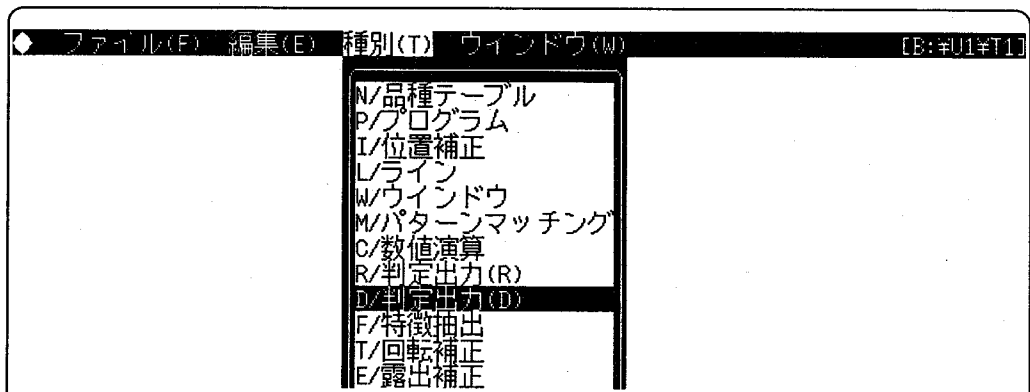 ファイル(F) 編集(E) 種別(T) ウインドウ(W) [B:¥U1¥T1]
N/品種テーブル
P/プログラム
I/位置補正
L/ライン
W/ウインドウ
M/パターンマッチング
C/数値演算
R/判定出力(R)
D/判定出力(D)
F/特徴抽出
T/回転補正
E/露出補正